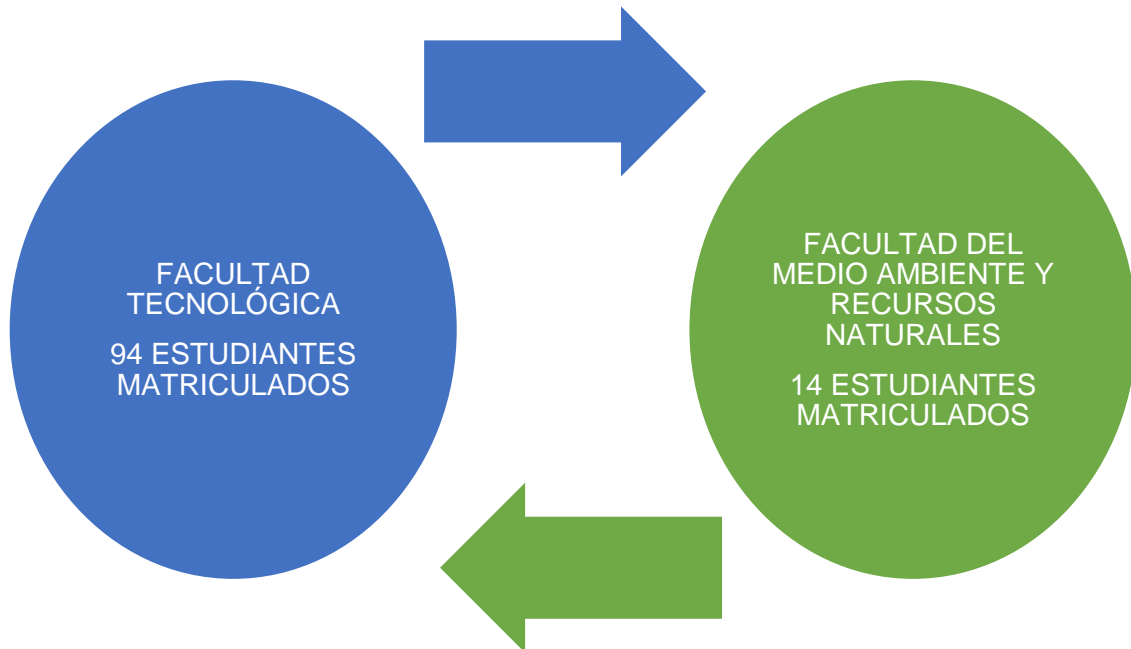 FACULTAD
TECNOLÓGICA
94 ESTUDIANTES
MATRICULADOS
FACULTAD DEL
MEDIO AMBIENTE Y
RECURSOS
NATURALES
14 ESTUDIANTES
MATRICULADOS